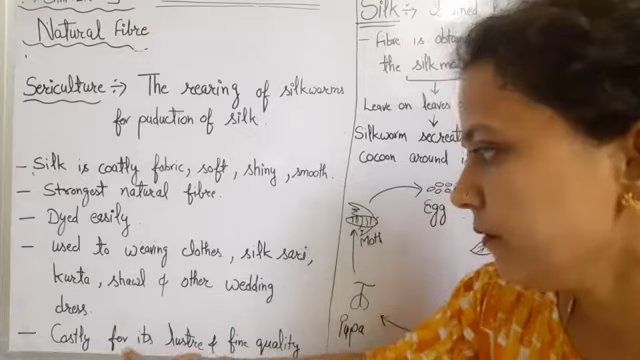 Natural Fibre
Sericulture :→ The rearing of silkworms
for puduction of silk.
- Silk is costly fabric, soft, shiny, smooth.
- Strongest natural fibre.
- Dyed easily
- used to weaving clothes, silk sari,
kurta, shawl & other wedding
dress.
- Costly for its lustre & fine quality
Silk :→
- Fibre is
the silk
Leave on leaves
Silkworm
cocoon around
Egg
Moth
Pupa